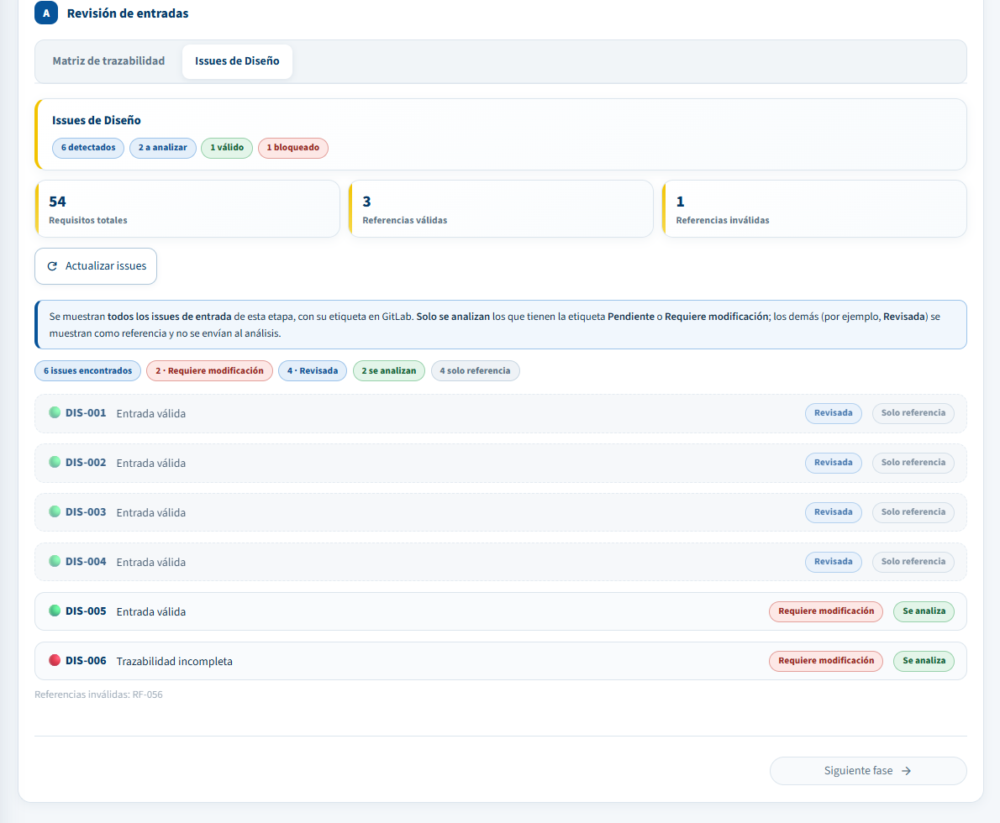 A Revisión de entradas
Matriz de trazabilidad Issues de Diseño
Issues de Diseño
6 detectados 2 a analizar 1 válido 1 bloqueado
54 3 1
Requisitos totales Referencias válidas Referencias inválidas
Actualizar issues
Se muestran todos los issues de entrada de esta etapa, con su etiqueta en GitLab. Solo se analizan los que tienen la etiqueta Pendiente o Requiere modificación; los demás (por ejemplo, Revisada) se
muestran como referencia y no se envían al análisis.
6 issues encontrados 2 · Requiere modificación 4 · Revisada 2 se analizan 4 solo referencia
DIS-001 Entrada válida Revisada Solo referencia
DIS-002 Entrada válida Revisada Solo referencia
DIS-003 Entrada válida Revisada Solo referencia
DIS-004 Entrada válida Revisada Solo referencia
DIS-005 Entrada válida Requiere modificación Se analiza
DIS-006 Trazabilidad incompleta Requiere modificación Se analiza
Referencias inválidas: RF-056
Siguiente fase →